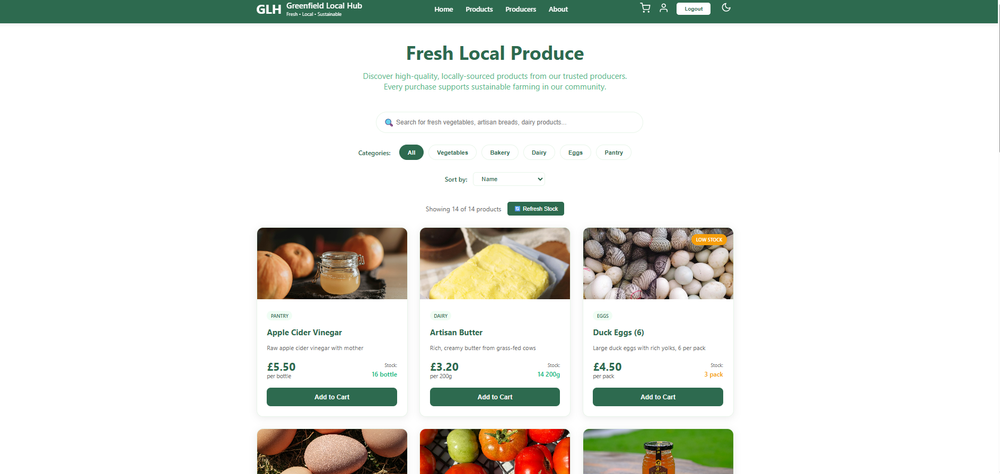 GLH
Greenfield Local Hub
Fresh • Local • Sustainable
Home
Products
Producers
About
Logout
Fresh Local Produce
Discover high-quality, locally-sourced products from our trusted producers.
Every purchase supports sustainable farming in our community.
Search for fresh vegetables, artisan breads, dairy products...
Categories:
All
Vegetables
Bakery
Dairy
Eggs
Pantry
Sort by:
Name
Showing 14 of 14 products
Refresh Stock
LOW STOCK
PANTRY
Apple Cider Vinegar
Raw apple cider vinegar with mother
£5.50
per bottle
Stock:
16 bottle
Add to Cart
DAIRY
Artisan Butter
Rich, creamy butter from grass-fed cows
£3.20
per 200g
Stock:
14 200g
Add to Cart
EGGS
Duck Eggs (6)
Large duck eggs with rich yolks, 6 per pack
£4.50
per pack
Stock:
3 pack
Add to Cart